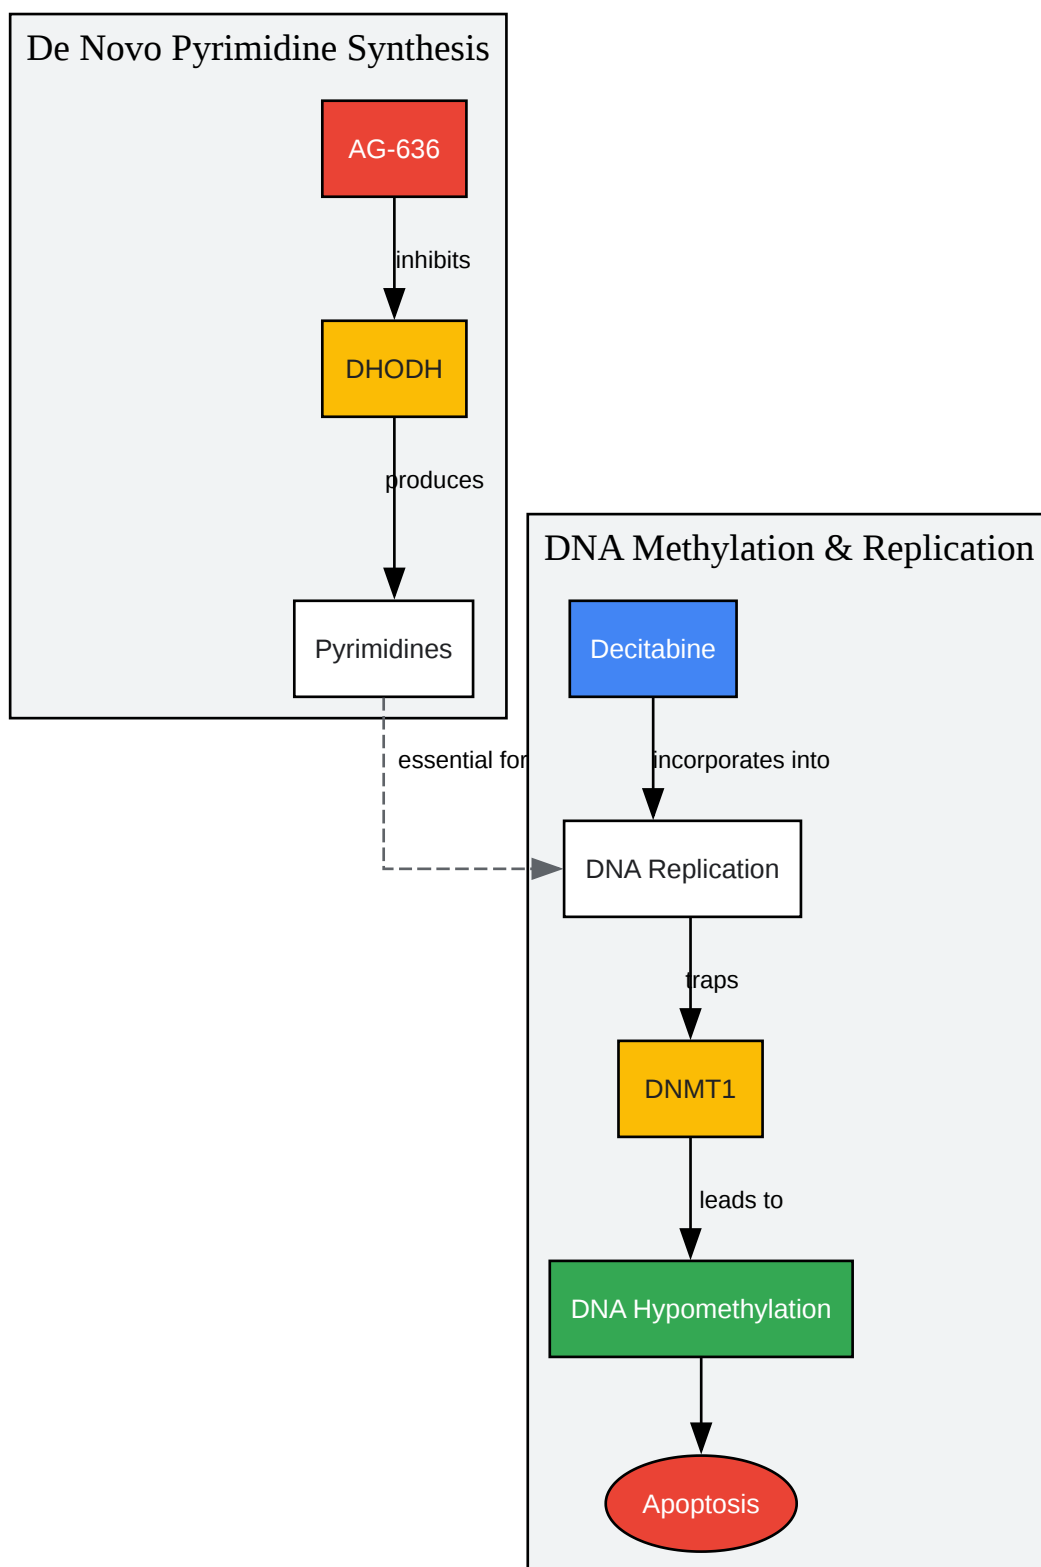 De Novo Pyrimidine Synthesis
AG-636
inhibits
DHODH
produces
Pyrimidines
essential for
DNA Methylation & Replication
Decitabine
incorporates into
DNA Replication
traps
DNMT1
leads to
DNA Hypomethylation
Apoptosis